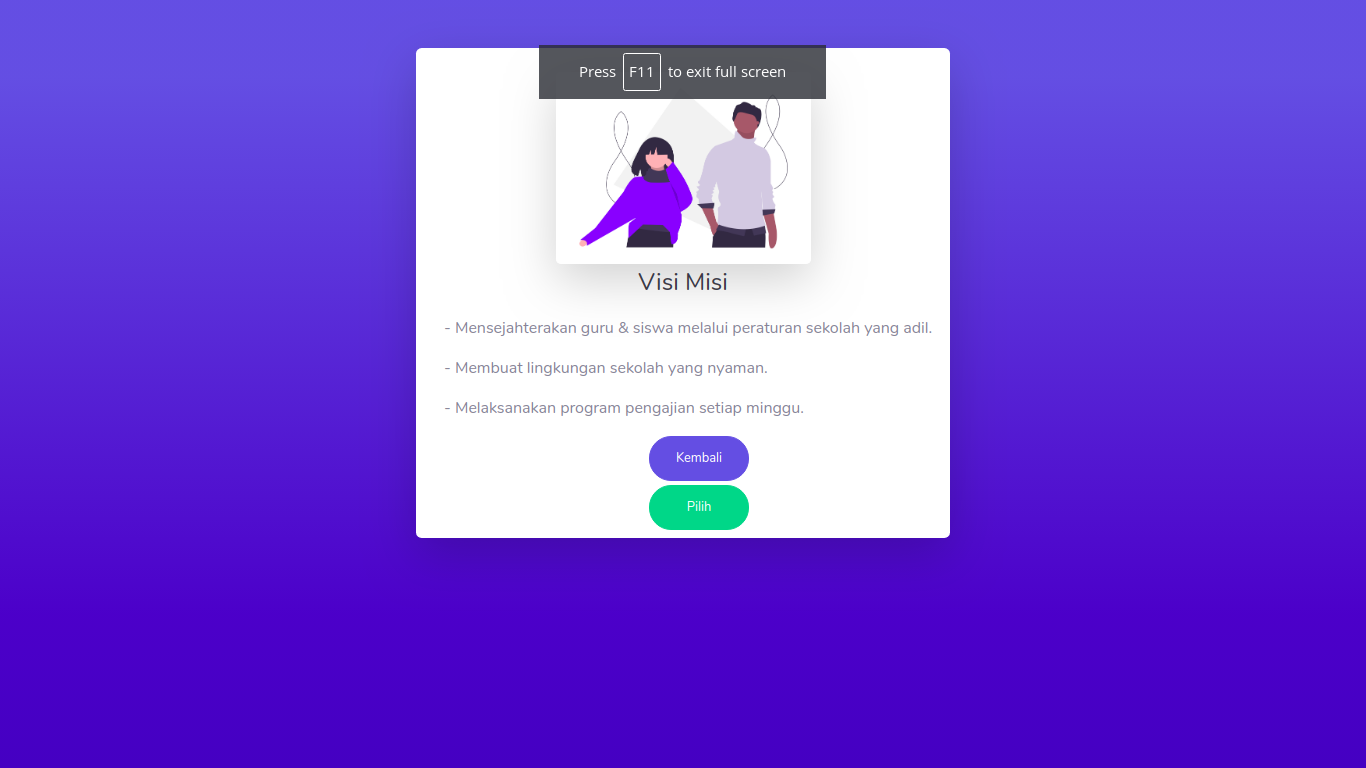 Press F11 to exit full screen
Visi Misi
- Mensejahterakan guru & siswa melalui peraturan sekolah yang adil.
- Membuat lingkungan sekolah yang nyaman.
- Melaksanakan program pengajian setiap minggu.
Kembali
Pilih